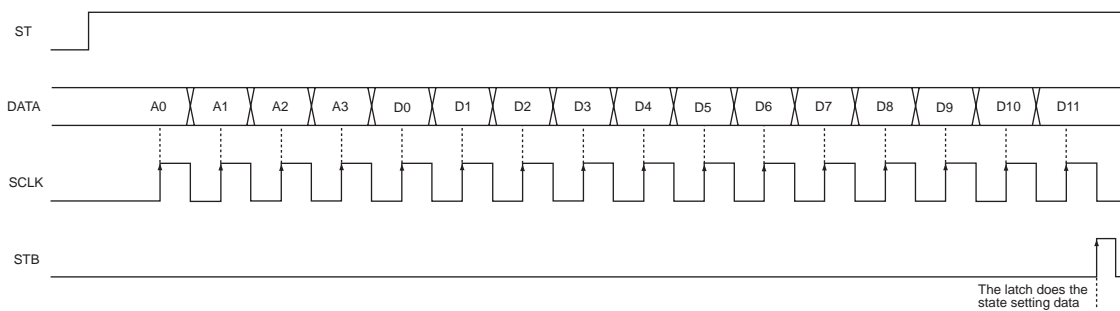 ST
DATA A0 A1 A2 A3 D0 D1 D2 D3 D4 D5 D6 D7 D8 D9 D10 D11
SCLK
STB
The latch does the
state setting data